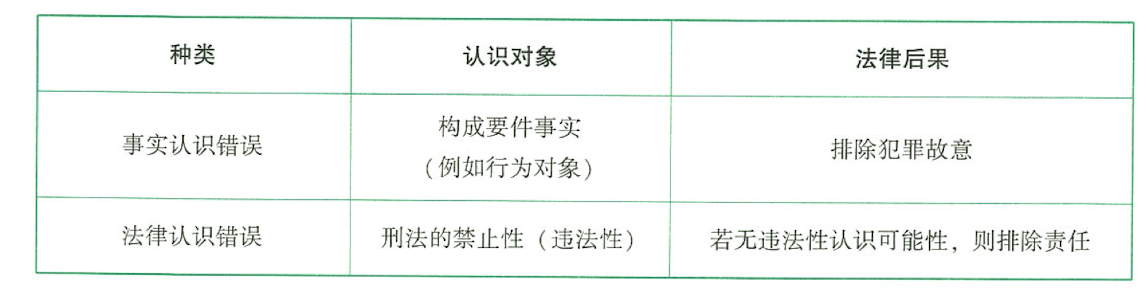 种类 认识对象 法律后果
事实认识错误 构成要件事实 排除犯罪故意
（例如行为对象）
法律认识错误 刑法的禁止性（违法性） 若无违法性认识可能性，则排除责任